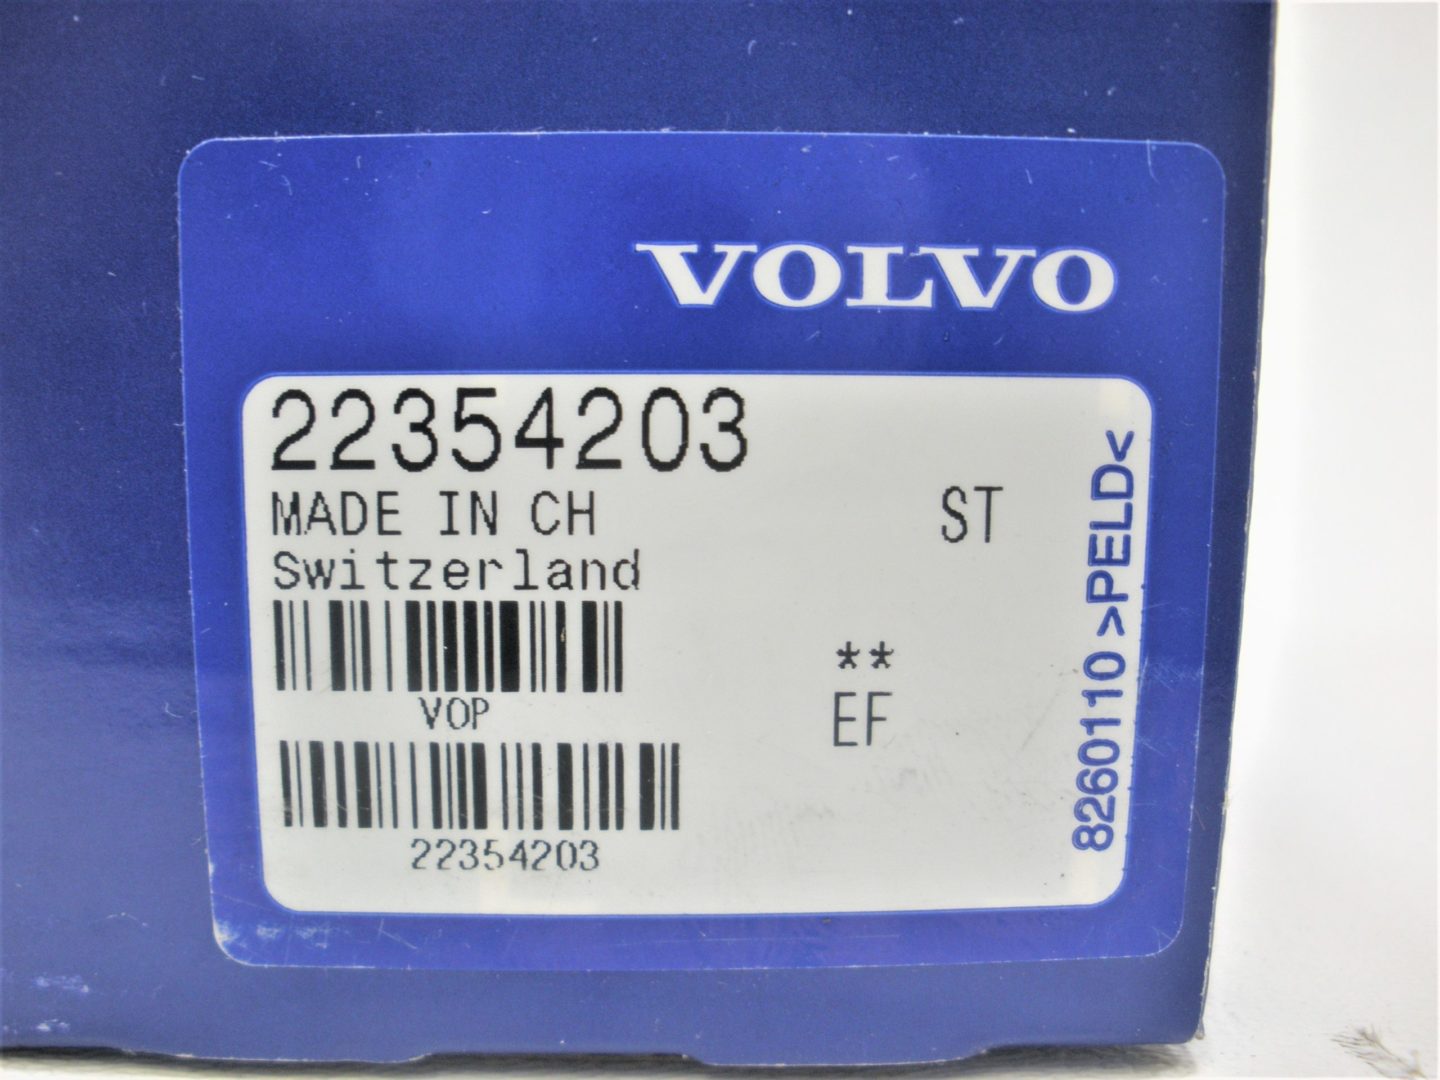 VOLVO
22354203
MADE IN CH
ST
Switzerland
**
VOP
EF
22354203
8260110 >PELD<